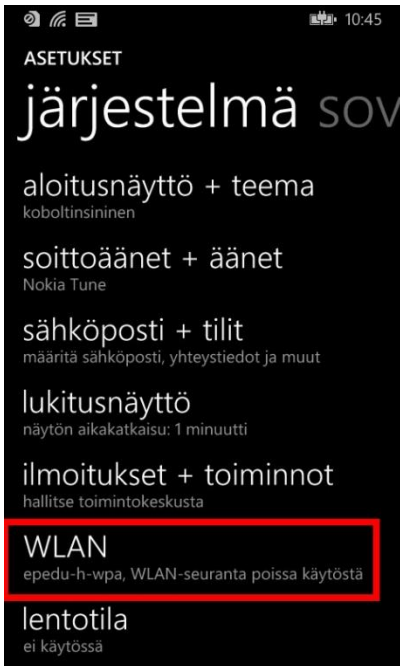 10:45
ASETUKSET
järjestelmä sov
aloitusnäyttö + teema
koboltinsininen
soittoäänet + äänet
Nokia Tune
sähköposti + tilit
määritä sähköposti, yhteystiedot ja muut
lukitusnäyttö
näytön aikakatkaisu: 1 minuutti
ilmoitukset + toiminnot
hallitse toimintokeskusta
WLAN
epedu-h-wpa, WLAN-seuranta poissa käytöstä
lentotila
ei käytössä